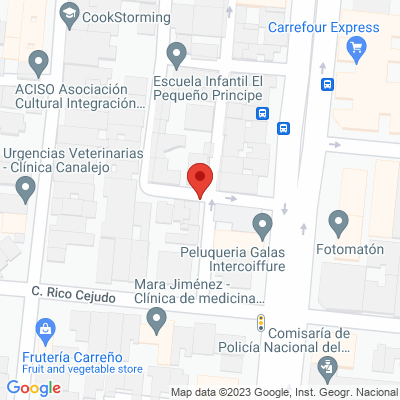 CookStorming
Carrefour Express
Escuela Infantil El
Pequeño Principe
ACISO Asociación
Cultural Integración...
Urgencias Veterinarias
- Clínica Canalejo
Peluqueria Galas
Intercoiffure
Fotomatón
Mara Jiménez -
Clínica de medicina...
C. Rico Cejudo
Comisaría de
Policía Nacional del...
Frutería Carreño
Fruit and vegetable store
Google
Map data ©2023 Google, Inst. Geogr. Nacional